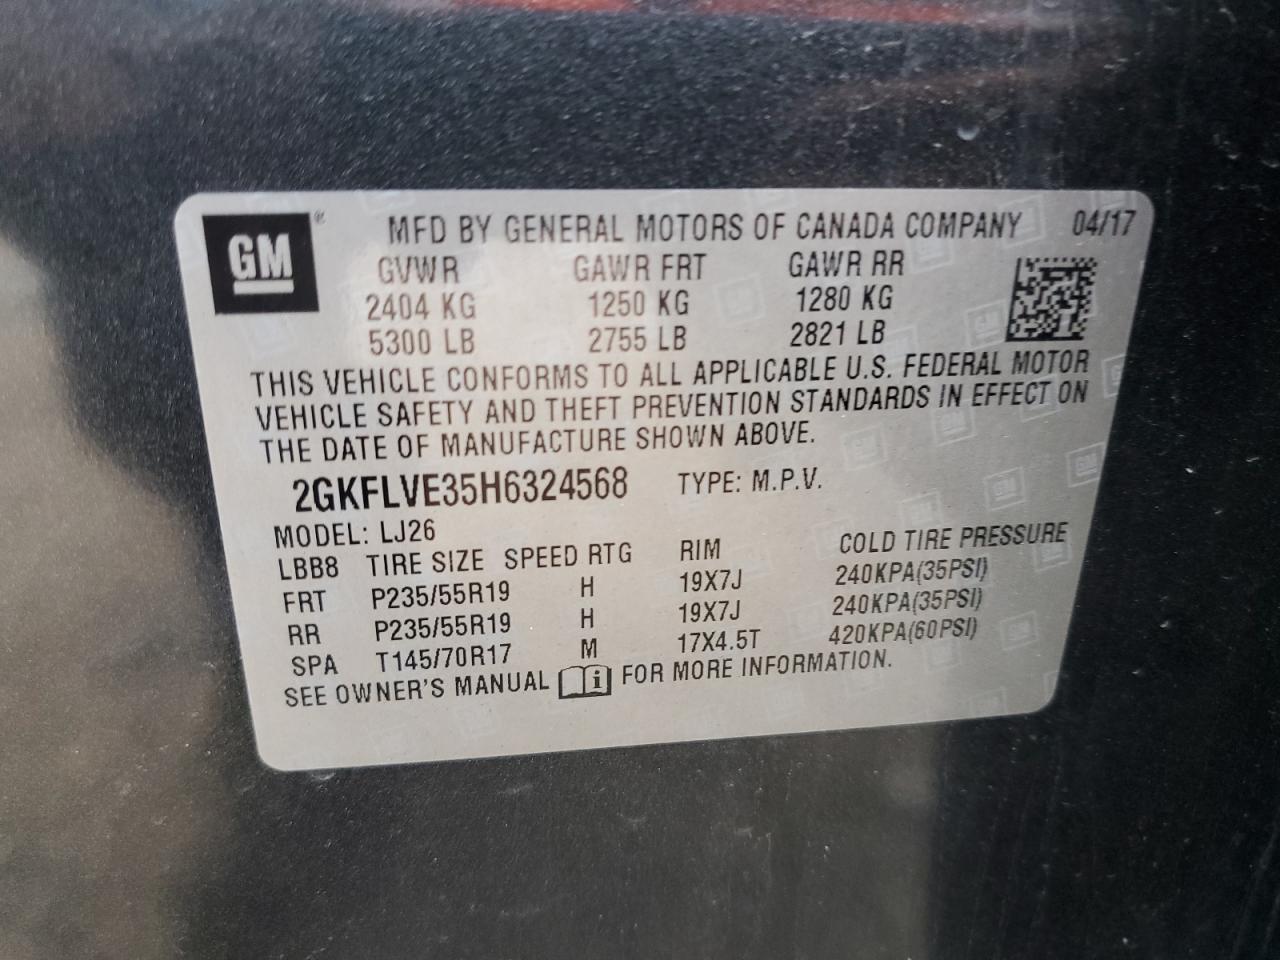 GM ® MFD BY GENERAL MOTORS OF CANADA COMPANY 04/17
GVWR GAWR FRT GAWR RR
2404 KG 1250 KG 1280 KG
5300 LB 2755 LB 2821 LB
THIS VEHICLE CONFORMS TO ALL APPLICABLE U.S. FEDERAL MOTOR
VEHICLE SAFETY AND THEFT PREVENTION STANDARDS IN EFFECT ON
THE DATE OF MANUFACTURE SHOWN ABOVE.
2GKFLVE35H6324568 TYPE: M.P.V.
MODEL: LJ26
LBB8 TIRE SIZE SPEED RTG RIM COLD TIRE PRESSURE
FRT P235/55R19 H 19X7J 240KPA(35PSI)
RR P235/55R19 H 19X7J 240KPA(35PSI)
SPA T145/70R17 M 17X4.5T 420KPA(60PSI)
SEE OWNER'S MANUAL i FOR MORE INFORMATION.